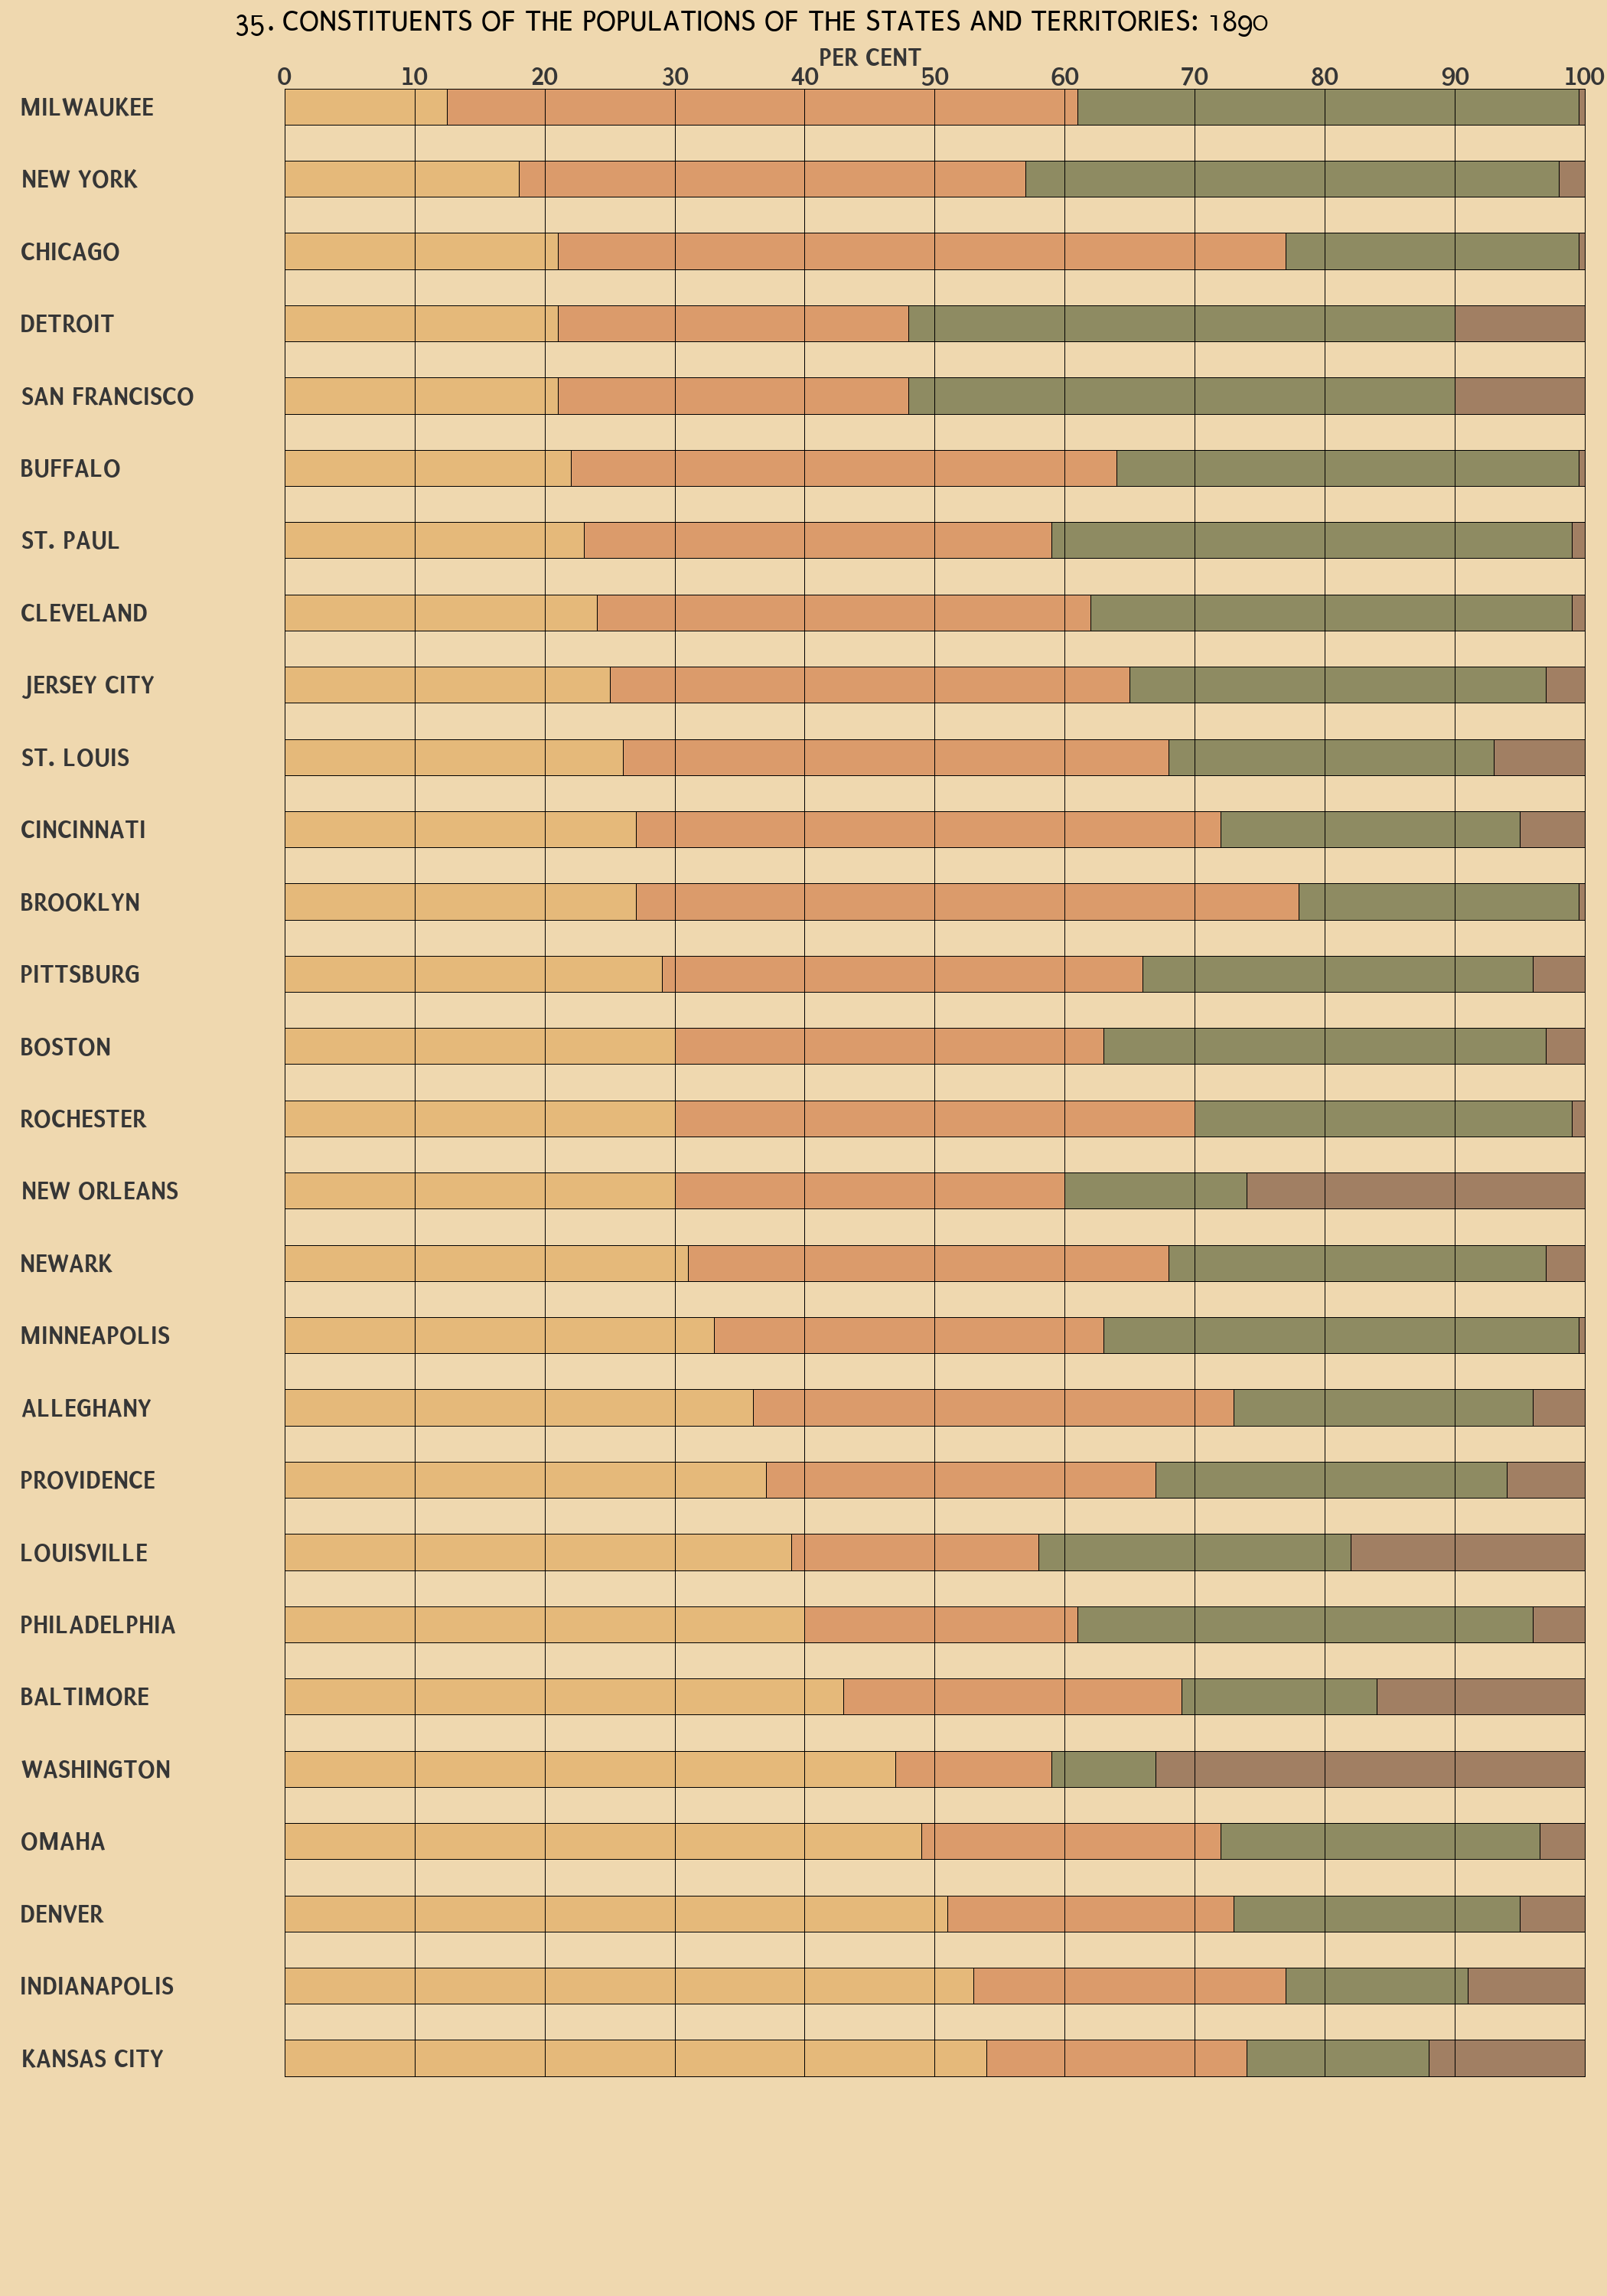 35. CONSTITUENTS OF THE POPULATIONS OF THE STATES AND TERRITORIES: 1890
PER CENT
0 10 20 30 40 50 60 70 80 90 100
MILWAUKEE
NEW YORK
CHICAGO
DETROIT
SAN FRANCISCO
BUFFALO
ST. PAUL
CLEVELAND
JERSEY CITY
ST. LOUIS
CINCINNATI
BROOKLYN
PITTSBURG
BOSTON
ROCHESTER
NEW ORLEANS
NEWARK
MINNEAPOLIS
ALLEGHANY
PROVIDENCE
LOUISVILLE
PHILADELPHIA
BALTIMORE
WASHINGTON
OMAHA
DENVER
INDIANAPOLIS
KANSAS CITY